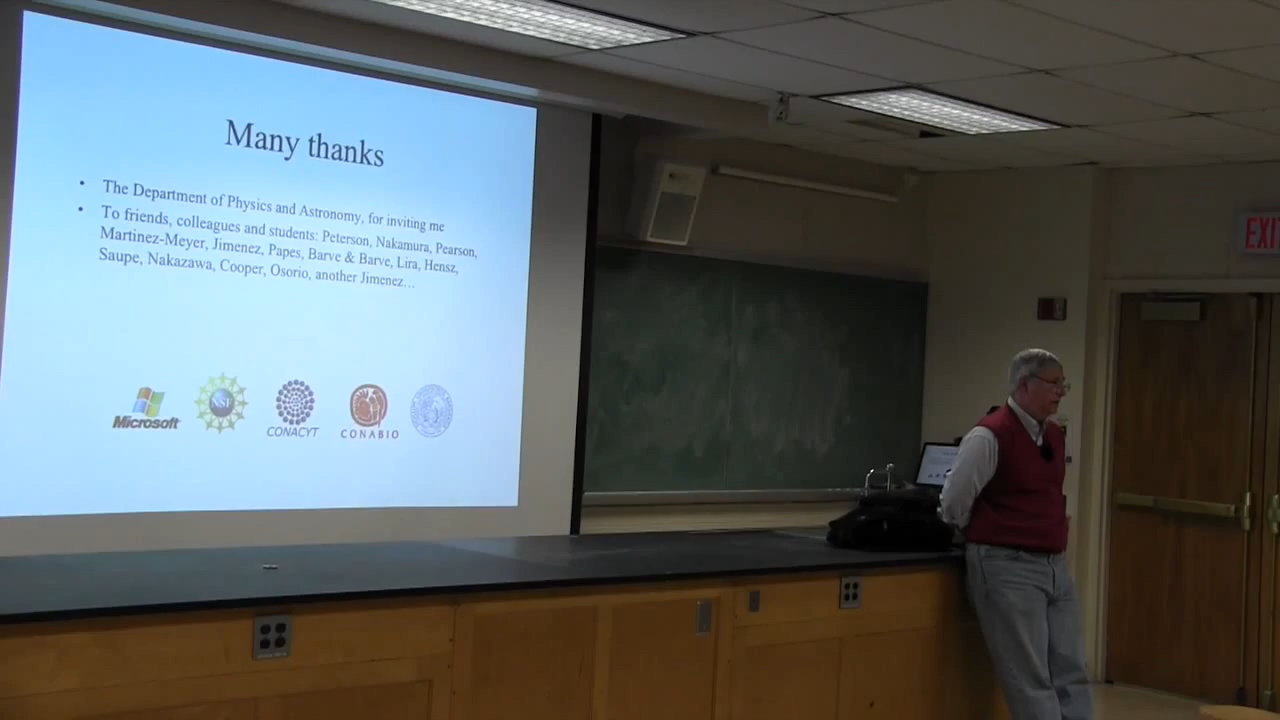 Many thanks
• The Department of Physics and Astronomy, for inviting me
• To friends, colleagues and students: Peterson, Nakamura, Pearson,
Martinez-Meyer, Jimenez, Papes, Barve & Barve, Lira, Hensz,
Saupe, Nakazawa, Cooper, Osorio, another Jimenez…
Microsoft
CONACYT
CONABIO
EXI